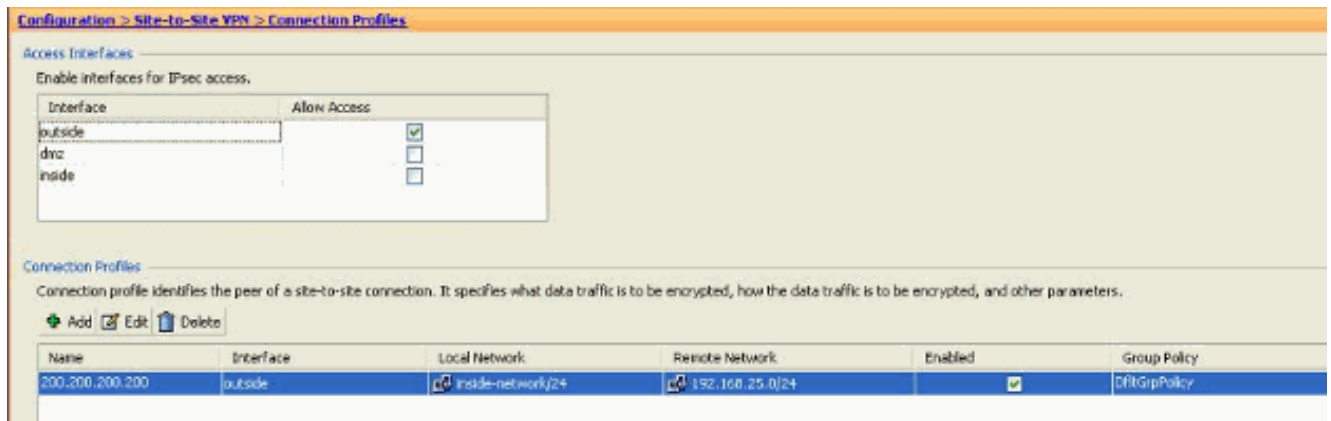 Configuration > Site-to-Site VPN > Connection Profiles
Access Interfaces
Enable interfaces for IPsec access.
Interface Allow Access
outside
dmz
inside
Connection Profiles
Connection profile identifies the peer of a site-to-site connection. It specifies what data traffic is to be encrypted, how the data traffic is to be encrypted, and other parameters.
Add Edit Delete
Name Interface Local Network Remote Network Enabled Group Policy
200.200.200.200 outside inside-network/24 192.168.25.0/24 DfltGrpPolicy